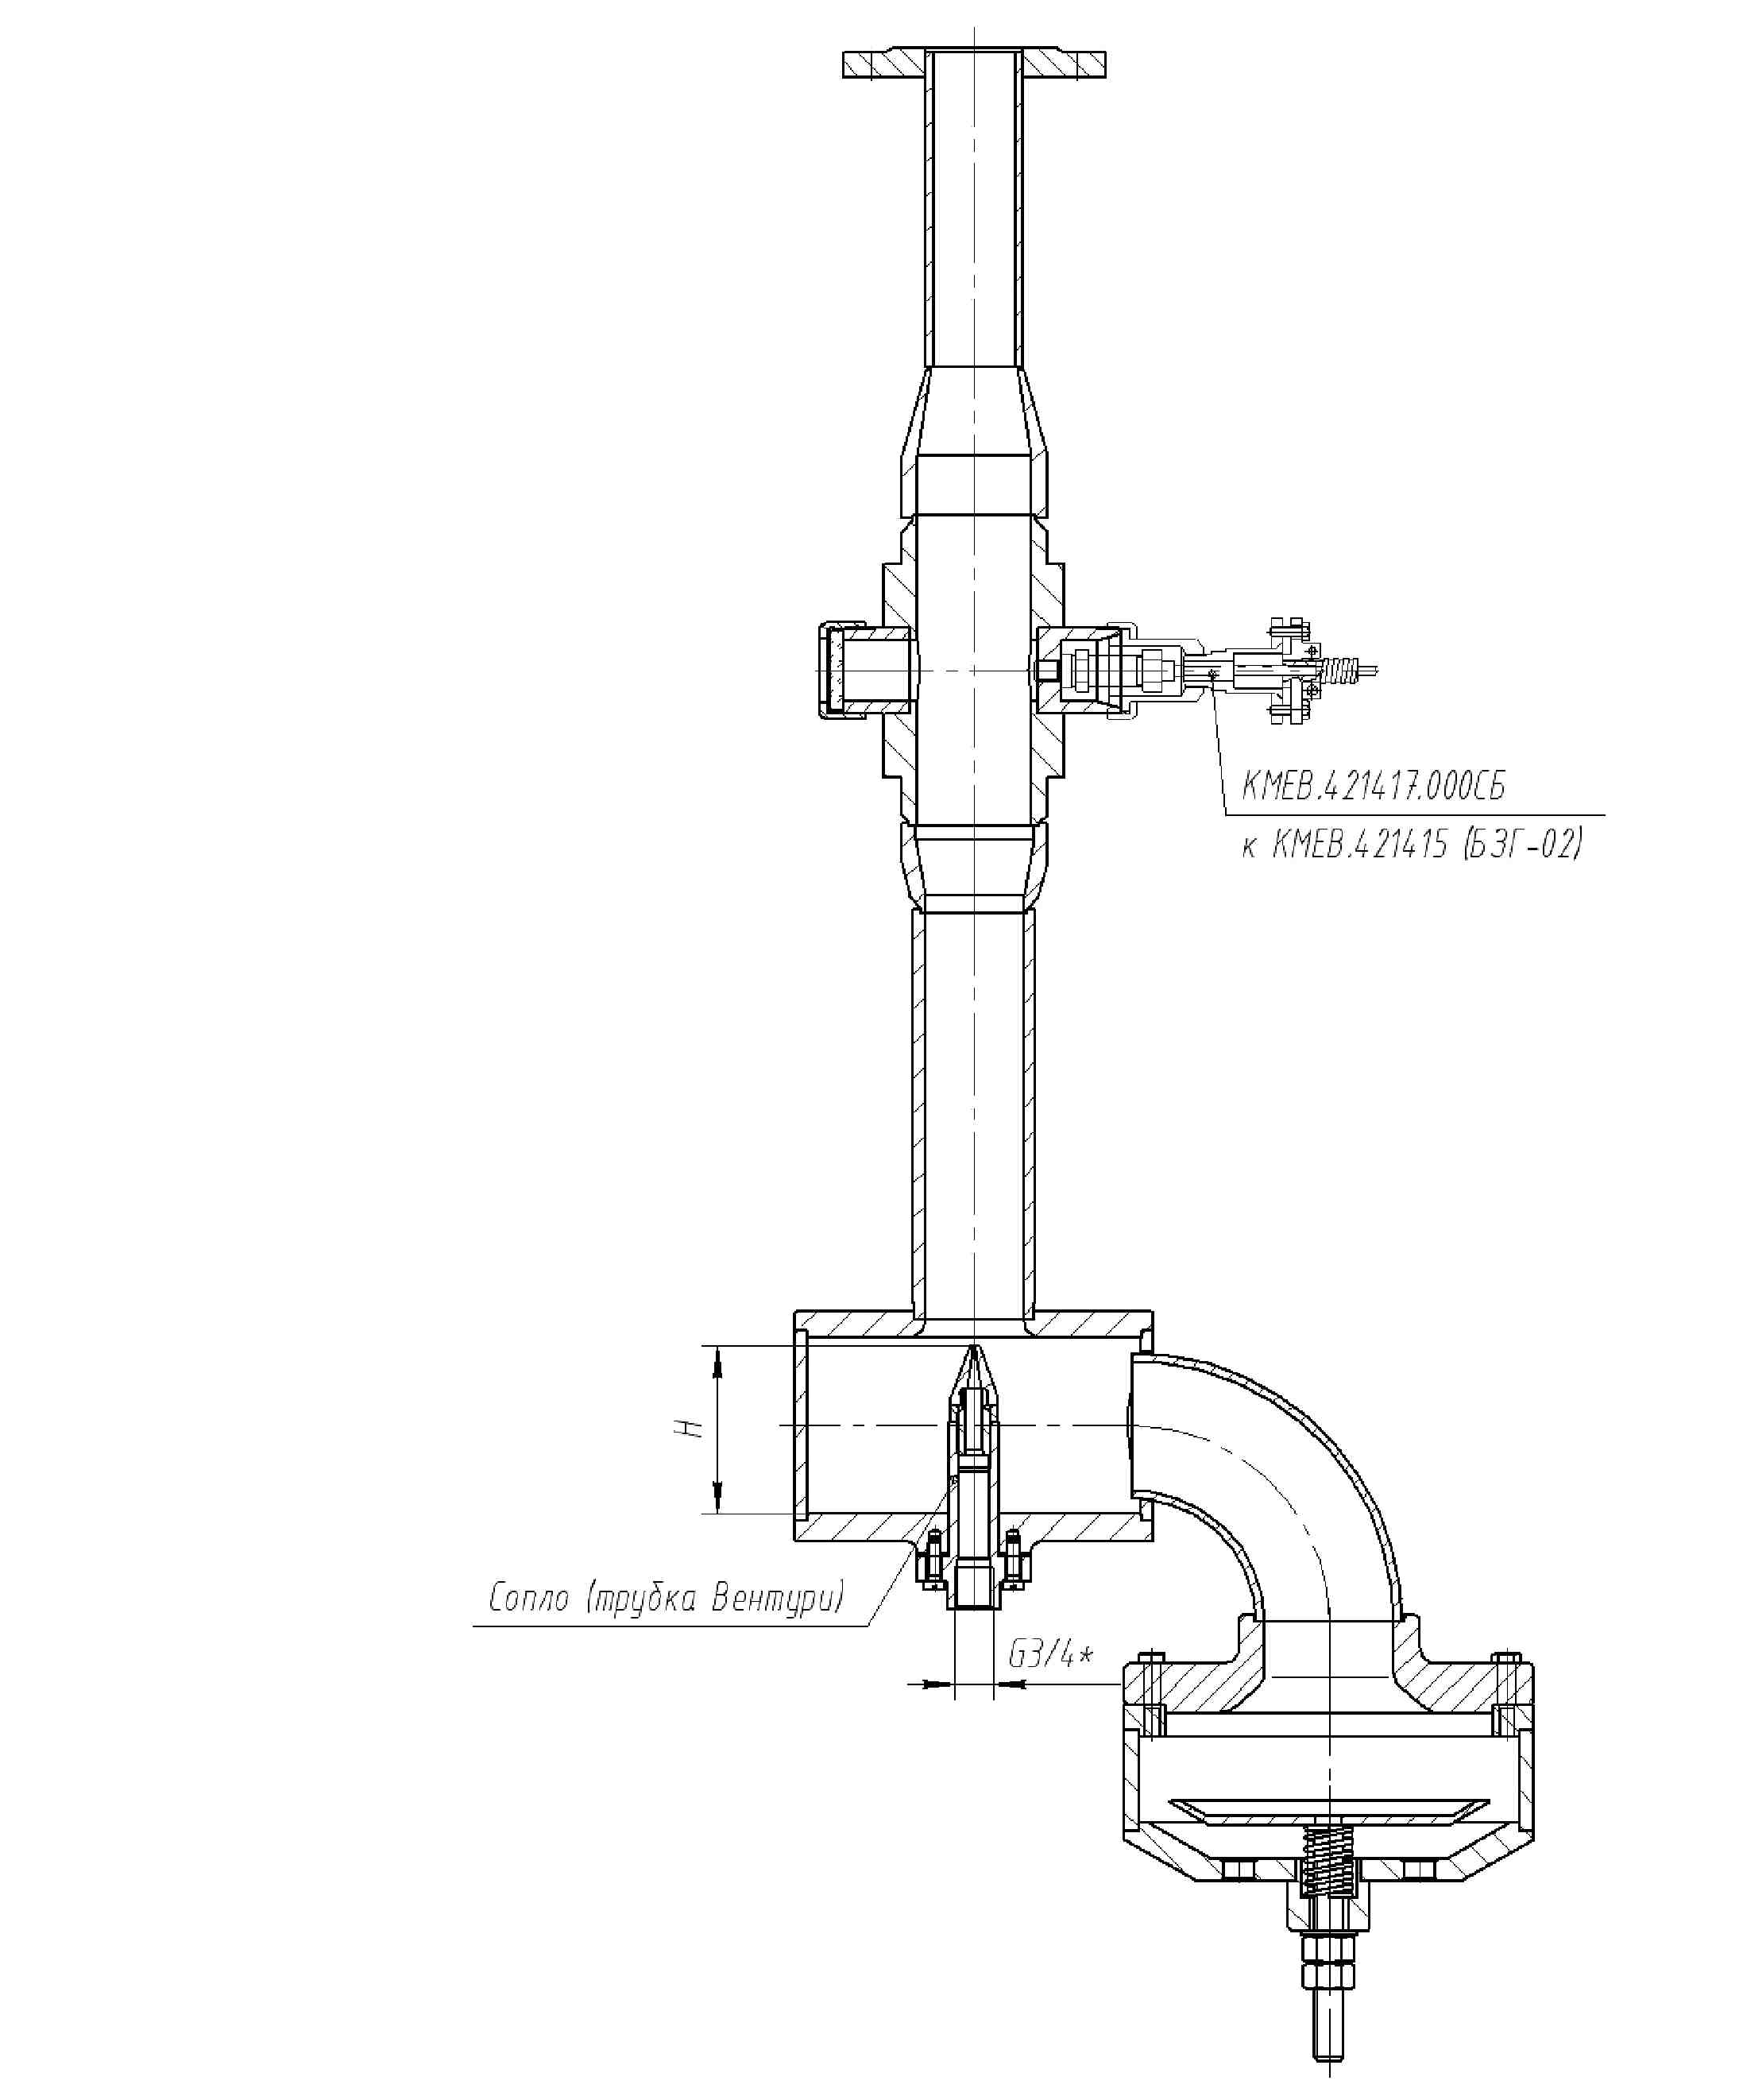 КМЕВ.421417.000СБ
к КМЕВ.421415 (БЗГ-02)
H
Сопло (трубка Вентури)
G3/4*